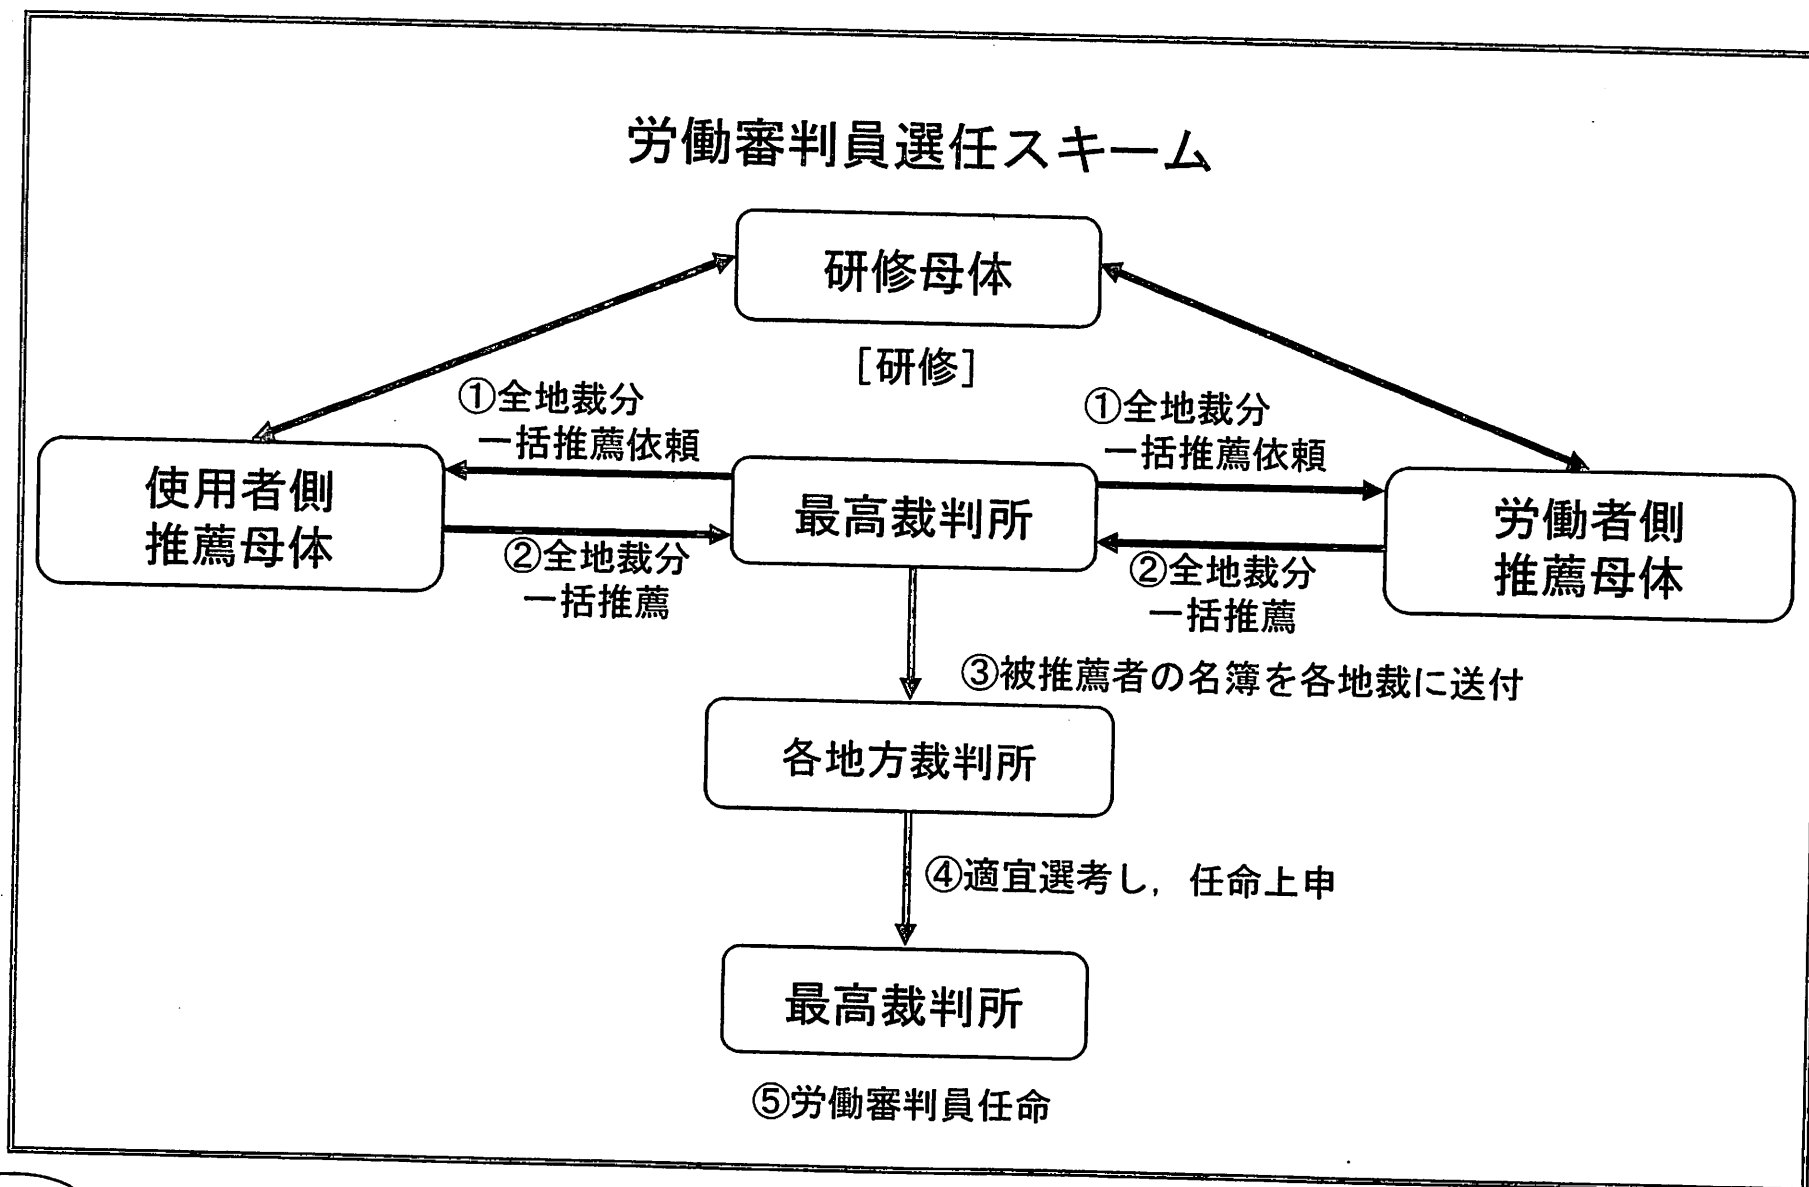 労働審判員選任スキーム
研修母体
［研修］
①全地裁分
一括推薦依頼
①全地裁分
一括推薦依頼
使用者側
推薦母体
最高裁判所
労働者側
推薦母体
②全地裁分
一括推薦
②全地裁分
一括推薦
③被推薦者の名簿を各地裁に送付
各地方裁判所
④適宜選考し，任命上申
最高裁判所
⑤労働審判員任命